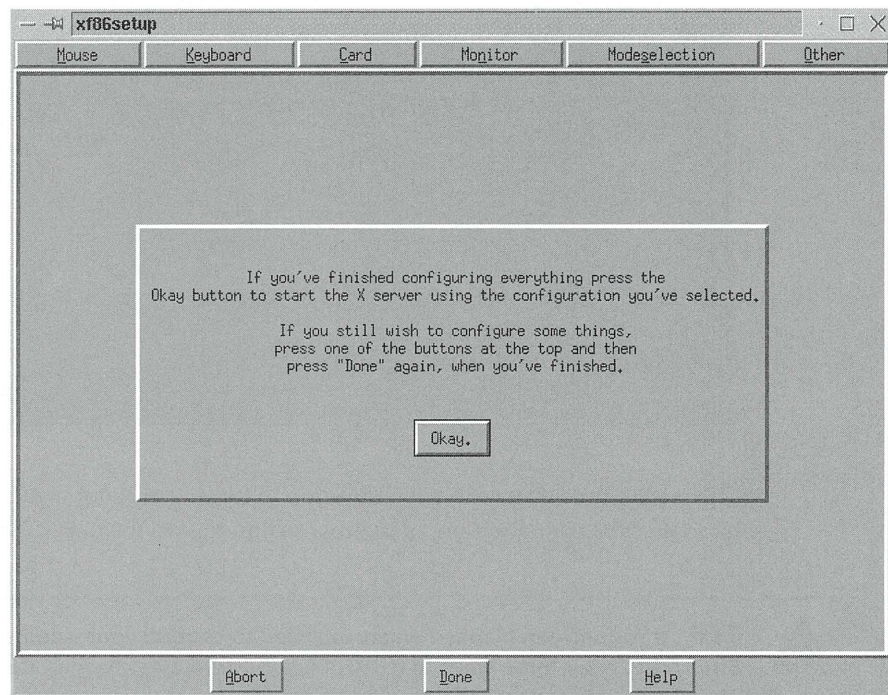 xf86setup
Mouse Keyboard Card Monitor Modeselection Other
If you've finished configuring everything press the
Okay button to start the X server using the configuration you've selected.
If you still wish to configure some things,
press one of the buttons at the top and then
press "Done" again, when you've finished.
Okay.
Abort Done Help